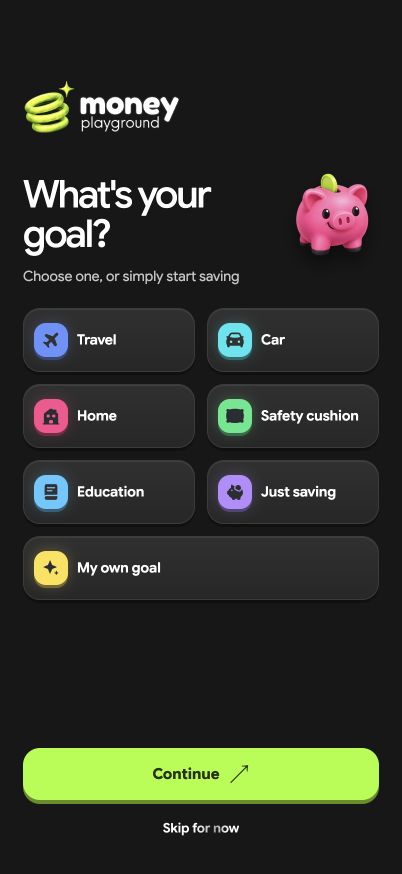 money
playground
What's your
goal?
Choose one, or simply start saving
Travel
Car
Home
Safety cushion
Education
Just saving
My own goal
Continue
Skip for now